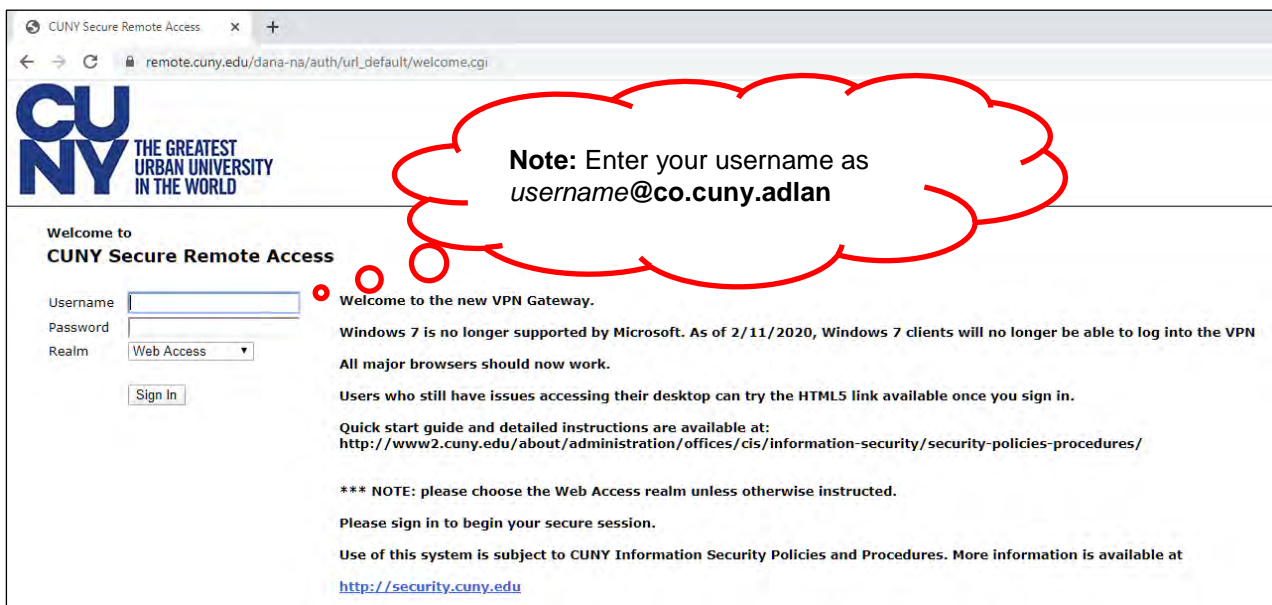 CUNY Secure Remote Access × +
remote.cuny.edu/dana-na/auth/url_default/welcome.cgi
CU
NY
THE GREATEST
URBAN UNIVERSITY
IN THE WORLD
Note: Enter your username as
username@co.cuny.adlan
Welcome to
CUNY Secure Remote Access
Username
Password
Realm Web Access
Sign In
Welcome to the new VPN Gateway.
Windows 7 is no longer supported by Microsoft. As of 2/11/2020, Windows 7 clients will no longer be able to log into the VPN
All major browsers should now work.
Users who still have issues accessing their desktop can try the HTML5 link available once you sign in.
Quick start guide and detailed instructions are available at:
http://www2.cuny.edu/about/administration/offices/cis/information-security/security-policies-procedures/
*** NOTE: please choose the Web Access realm unless otherwise instructed.
Please sign in to begin your secure session.
Use of this system is subject to CUNY Information Security Policies and Procedures. More information is available at
http://security.cuny.edu